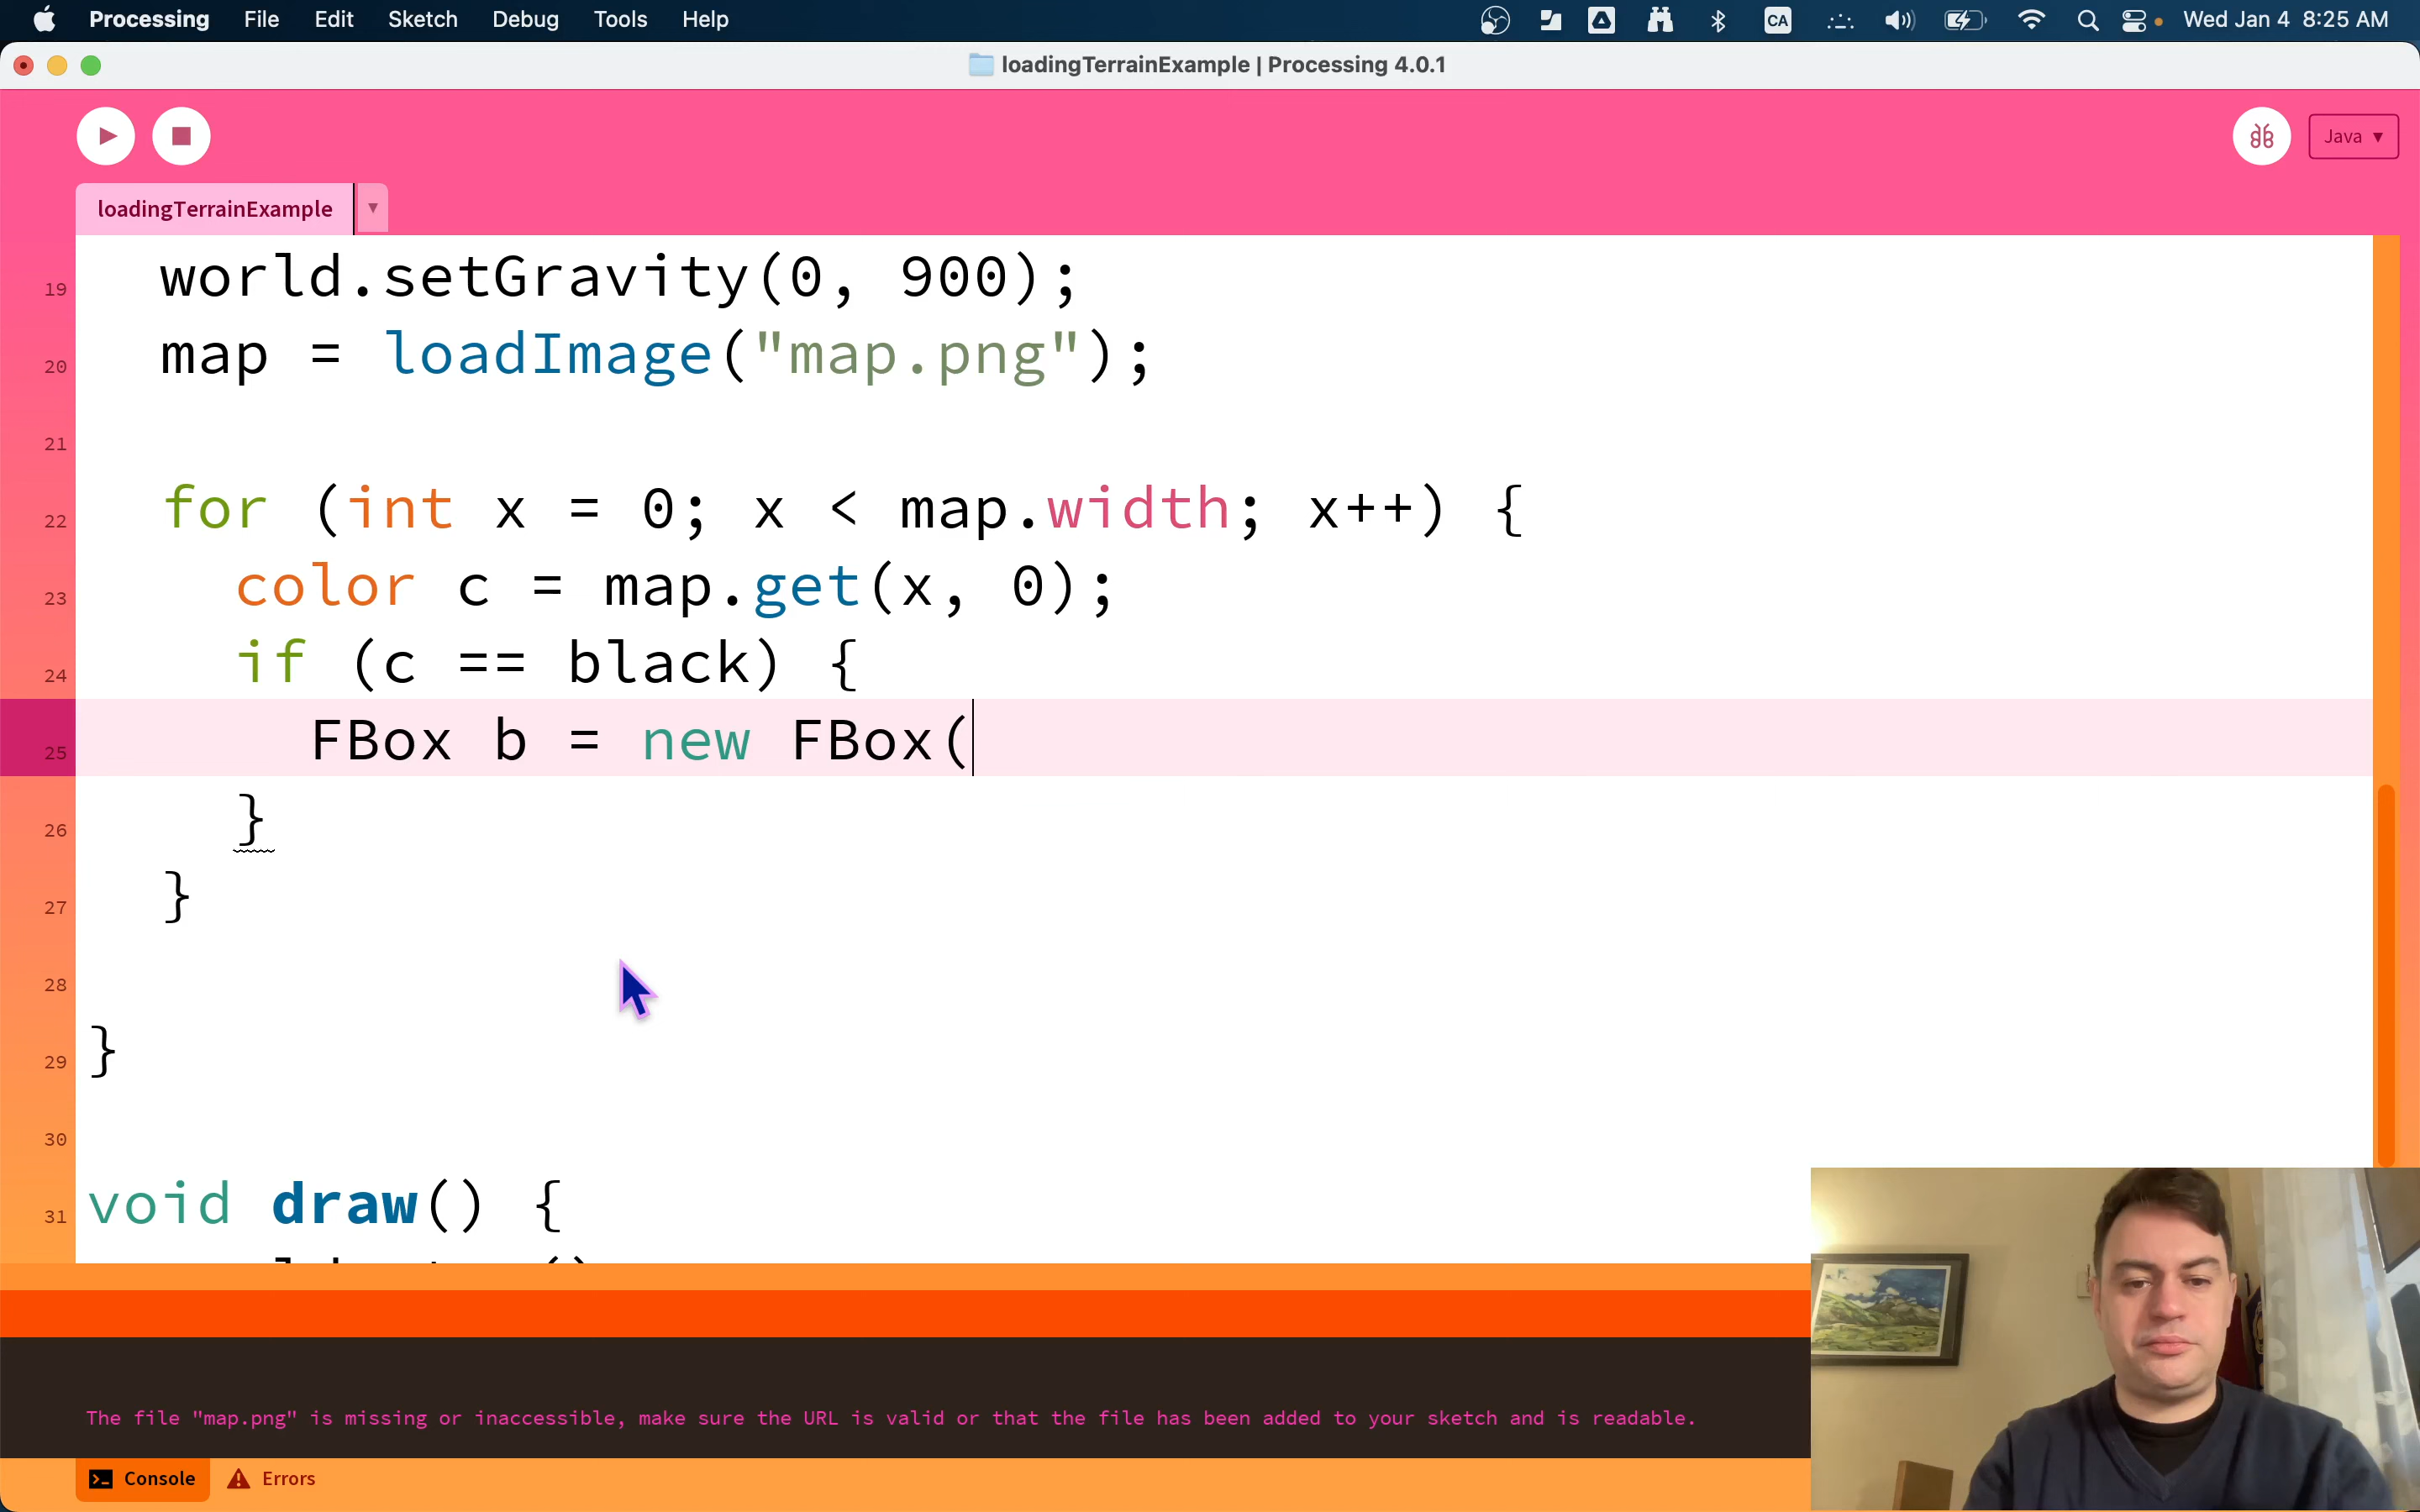 Processing File Edit Sketch Debug Tools Help CA Wed Jan 4 8:25 AM
loadingTerrainExample | Processing 4.0.1
Java
loadingTerrainExample
19 world.setGravity(0, 900);
20 map = loadImage("map.png");
21
22 for (int x = 0; x < map.width; x++) {
23 color c = map.get(x, 0);
24 if (c == black) {
25 FBox b = new FBox(
26 }
27 }
28
29 }
30
31 void draw() {
The file "map.png" is missing or inaccessible, make sure the URL is valid or that the file has been added to your sketch and is readable.
Console Errors